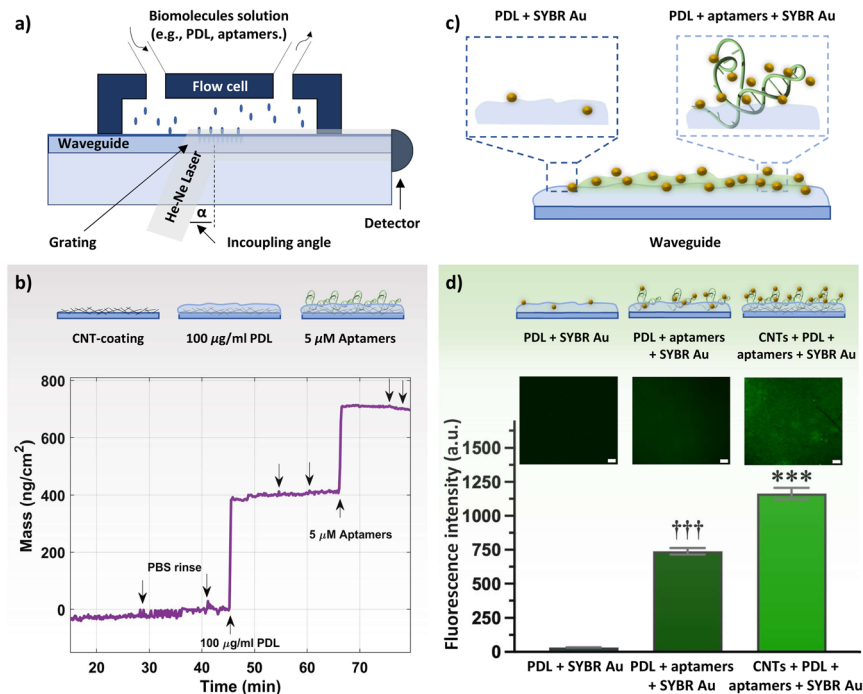 a)
Biomolecules solution
(e.g., PDL, aptamers.)
Flow cell
Waveguide
He-Ne Laser
α
Grating
Incoupling angle
Detector
c)
PDL + SYBR Au
PDL + aptamers + SYBR Au
Waveguide
b)
CNT-coating
100 μg/ml PDL
5 μM Aptamers
800
600
400
200
0
Mass (ng/cm²)
PBS rinse
100 μg/ml PDL
5 μM Aptamers
20
30
40
50
60
70
Time (min)
d)
PDL + SYBR Au
PDL + aptamers
+ SYBR Au
CNTs + PDL +
aptamers + SYBR Au
Fluorescence intensity (a.u.)
1500
1250
1000
750
500
250
0
†††
***
PDL + SYBR Au
PDL + aptamers
+ SYBR Au
CNTs + PDL +
aptamers + SYBR Au